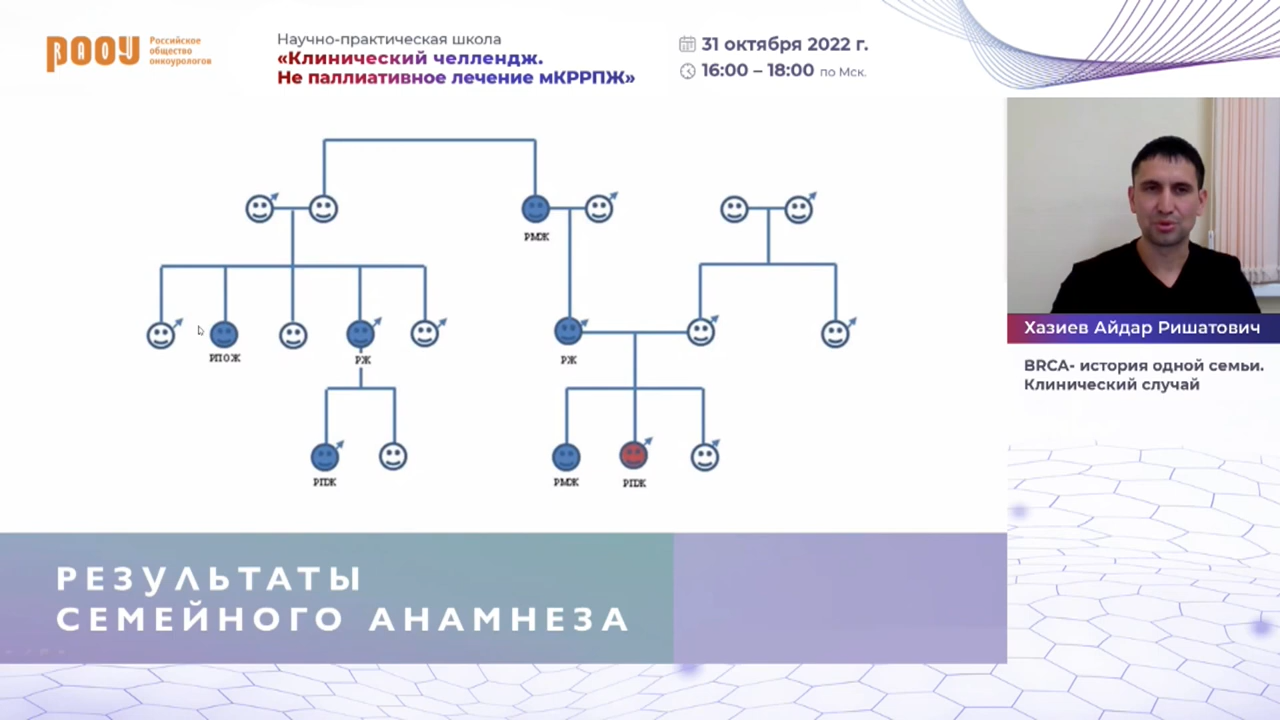 РАОУ
Российское
общество
онкоурологов
Научно-практическая школа
«Клинический челлендж.
Не паллиативное лечение мКРРПЖ»
31 октября 2022 г.
16:00 – 18:00 по Мск.
РМЖ
РПОЖ
РЖ
РЖ
РПЖ
РМЖ
РПЖ
РЕЗУЛЬТАТЫ
СЕМЕЙНОГО АНАМНЕЗА
Хазиев Айдар Ришатович
BRCA- история одной семьи.
Клинический случай